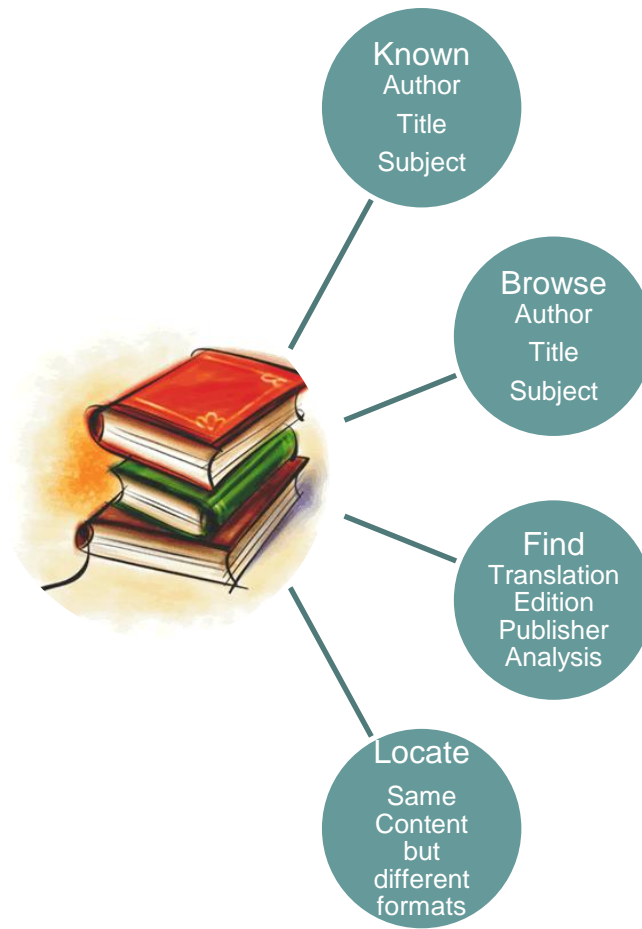 Known
Author
Title
Subject
Browse
Author
Title
Subject
Find
Translation
Edition
Publisher
Analysis
Locate
Same
Content
but
different
formats